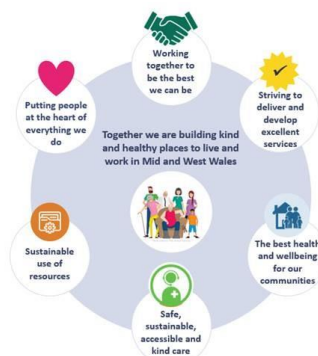 Working
together to
be the best
we can be
Putting people
at the heart of
everything we
do
Striving to
deliver and
develop
excellent
services
Together we are building kind
and healthy places to live and
work in Mid and West Wales
Sustainable
use of
resources
The best health
and wellbeing
for our
communities
Safe,
sustainable,
accessible and
kind care